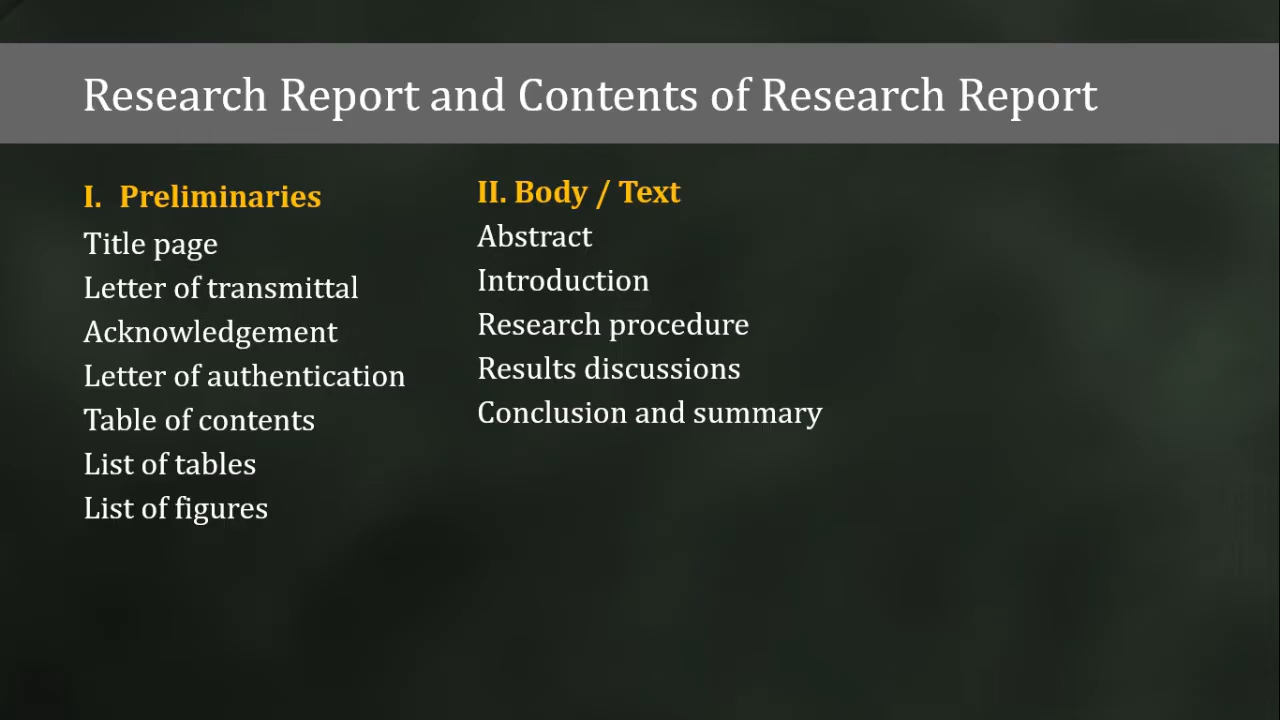 Research Report and Contents of Research Report
I. Preliminaries
Title page
Letter of transmittal
Acknowledgement
Letter of authentication
Table of contents
List of tables
List of figures
II. Body / Text
Abstract
Introduction
Research procedure
Results discussions
Conclusion and summary